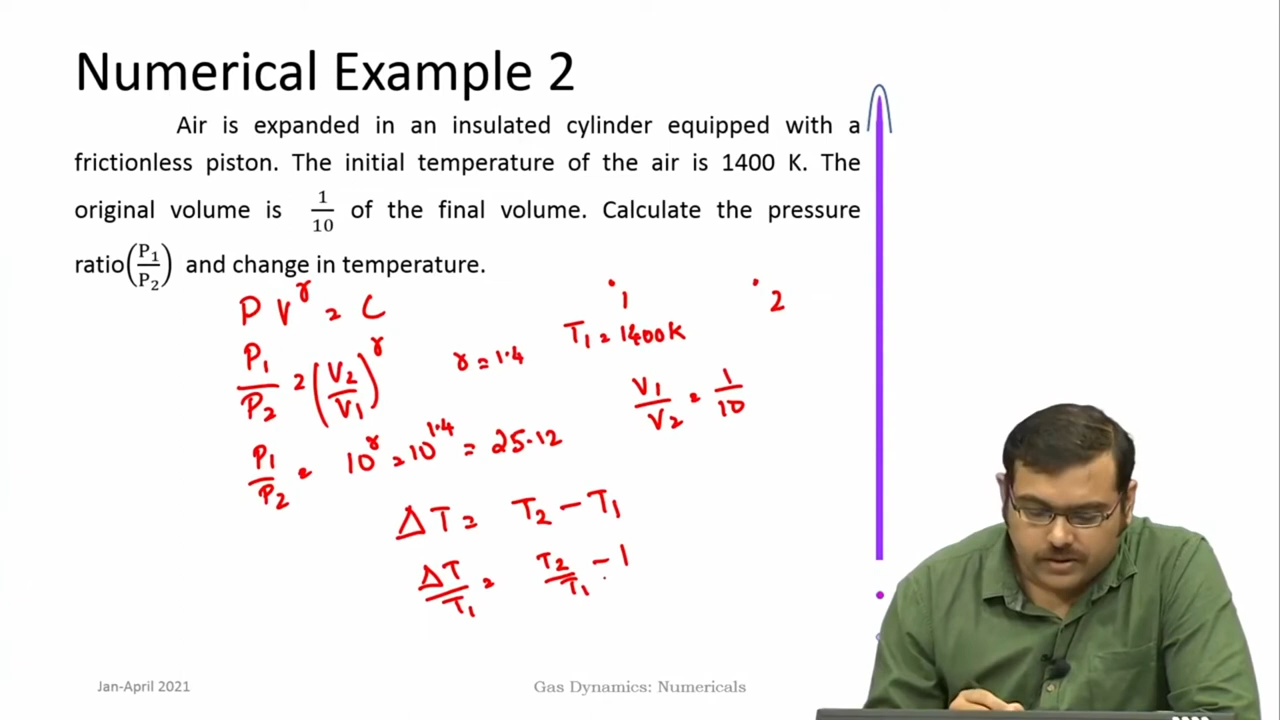 Numerical Example 2
Air is expanded in an insulated cylinder equipped with a
frictionless piston. The initial temperature of the air is 1400 K. The
original volume is 1/10 of the final volume. Calculate the pressure
ratio(P₁/P₂) and change in temperature.
P V^γ = C
1
2
T₁ = 1400K
P₁/P₂ = (V₂/V₁)^γ
γ = 1.4
V₁/V₂ = 1/10
P₁/P₂ = 10^γ = 10^1.4 = 25.12
ΔT = T₂ - T₁
ΔT/T₁ = T₂/T₁ - 1
Jan-April 2021
Gas Dynamics: Numericals